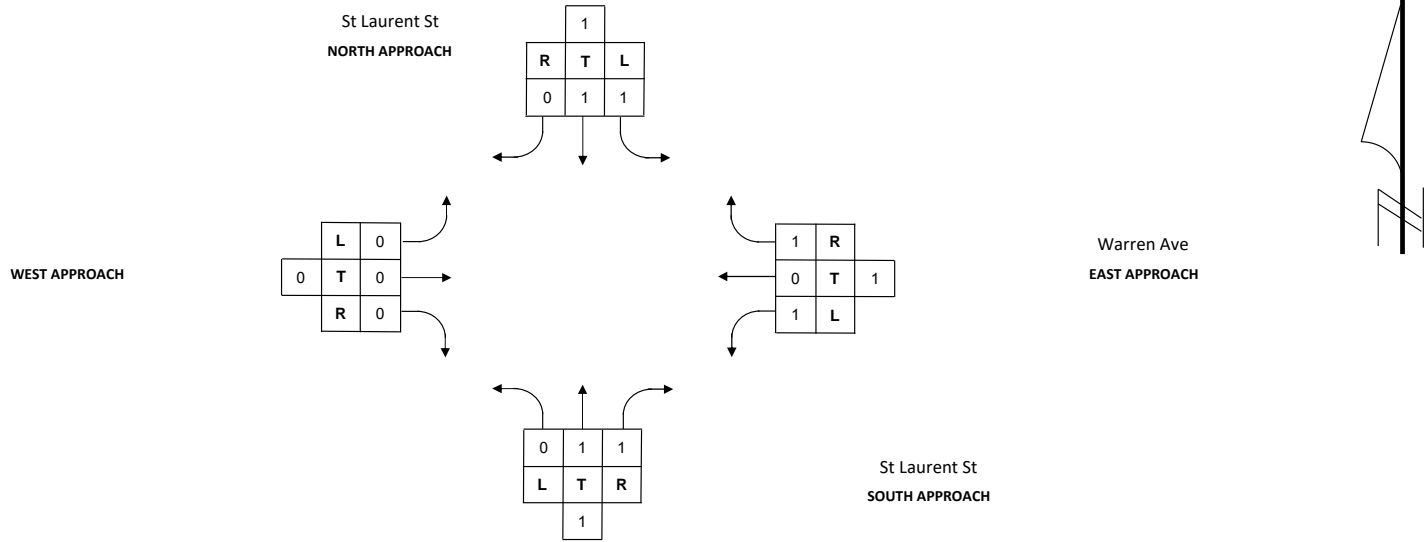 St Laurent St
NORTH APPROACH
1
R T L
0 1 1
WEST APPROACH
L 0
0 T 0
R 0
1 R
0 T 1
1 L
Warren Ave
EAST APPROACH
0 1 1
L T R
1
St Laurent St
SOUTH APPROACH
N